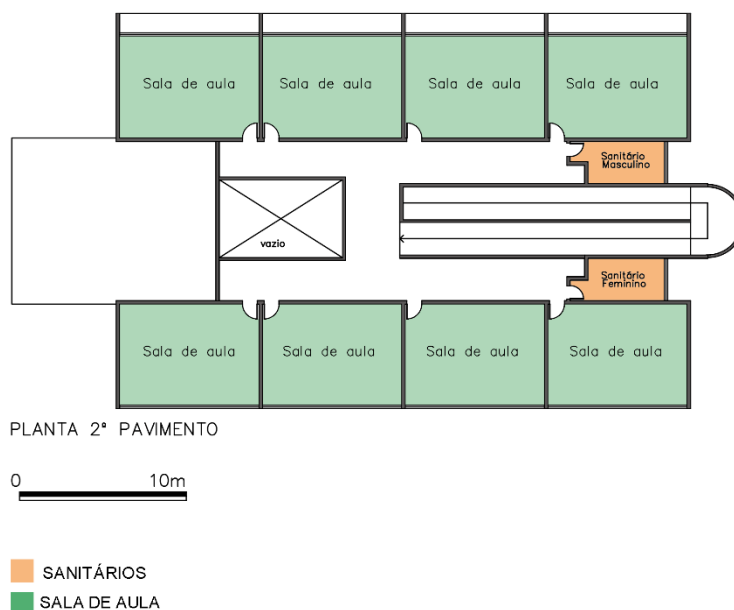 Sala de aula
Sala de aula
Sala de aula
Sala de aula
Sanitário
Masculino
vazio
Sanitário
Feminino
Sala de aula
Sala de aula
Sala de aula
Sala de aula
PLANTA 2º PAVIMENTO
0 10m
SANITÁRIOS
SALA DE AULA